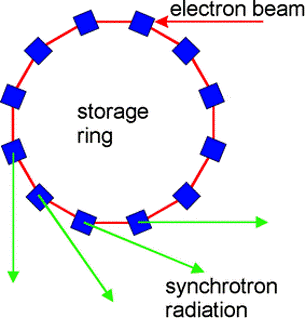 electron beam
storage
ring
synchrotron
radiation